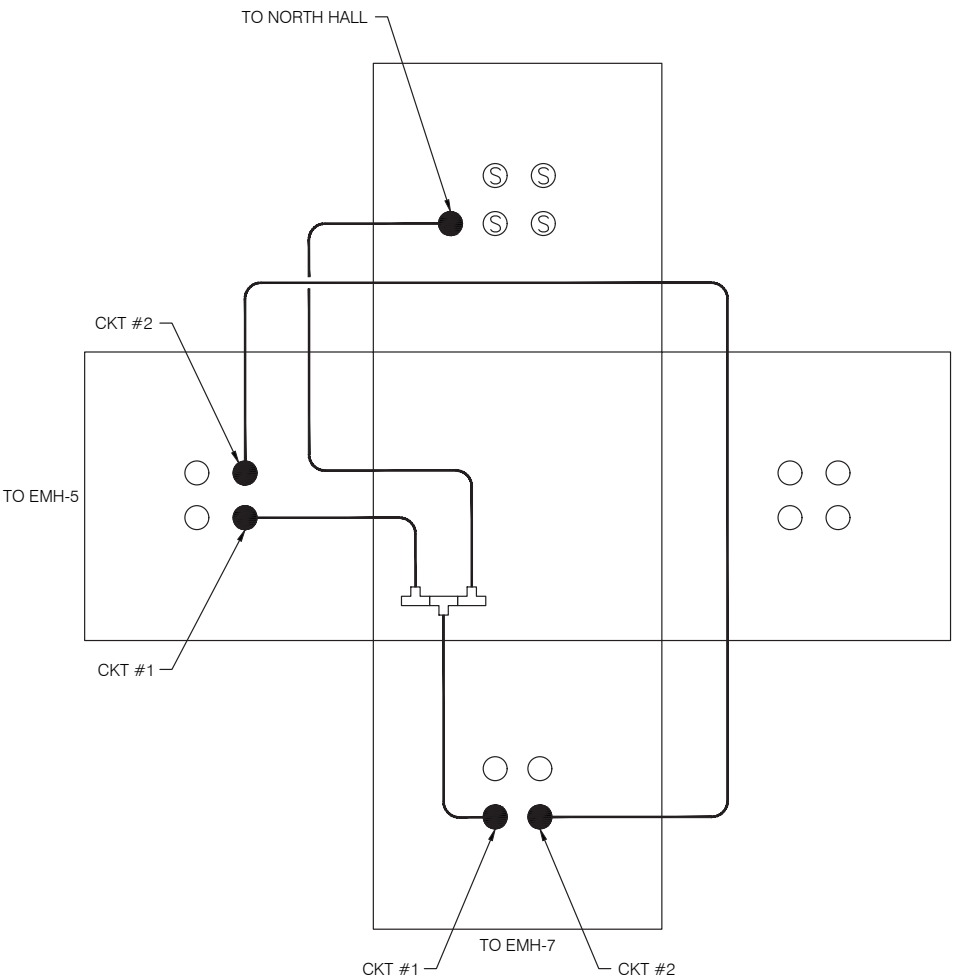 TO NORTH HALL
S S
S S
CKT #2
TO EMH-5
CKT #1
TO EMH-7
CKT #1
CKT #2